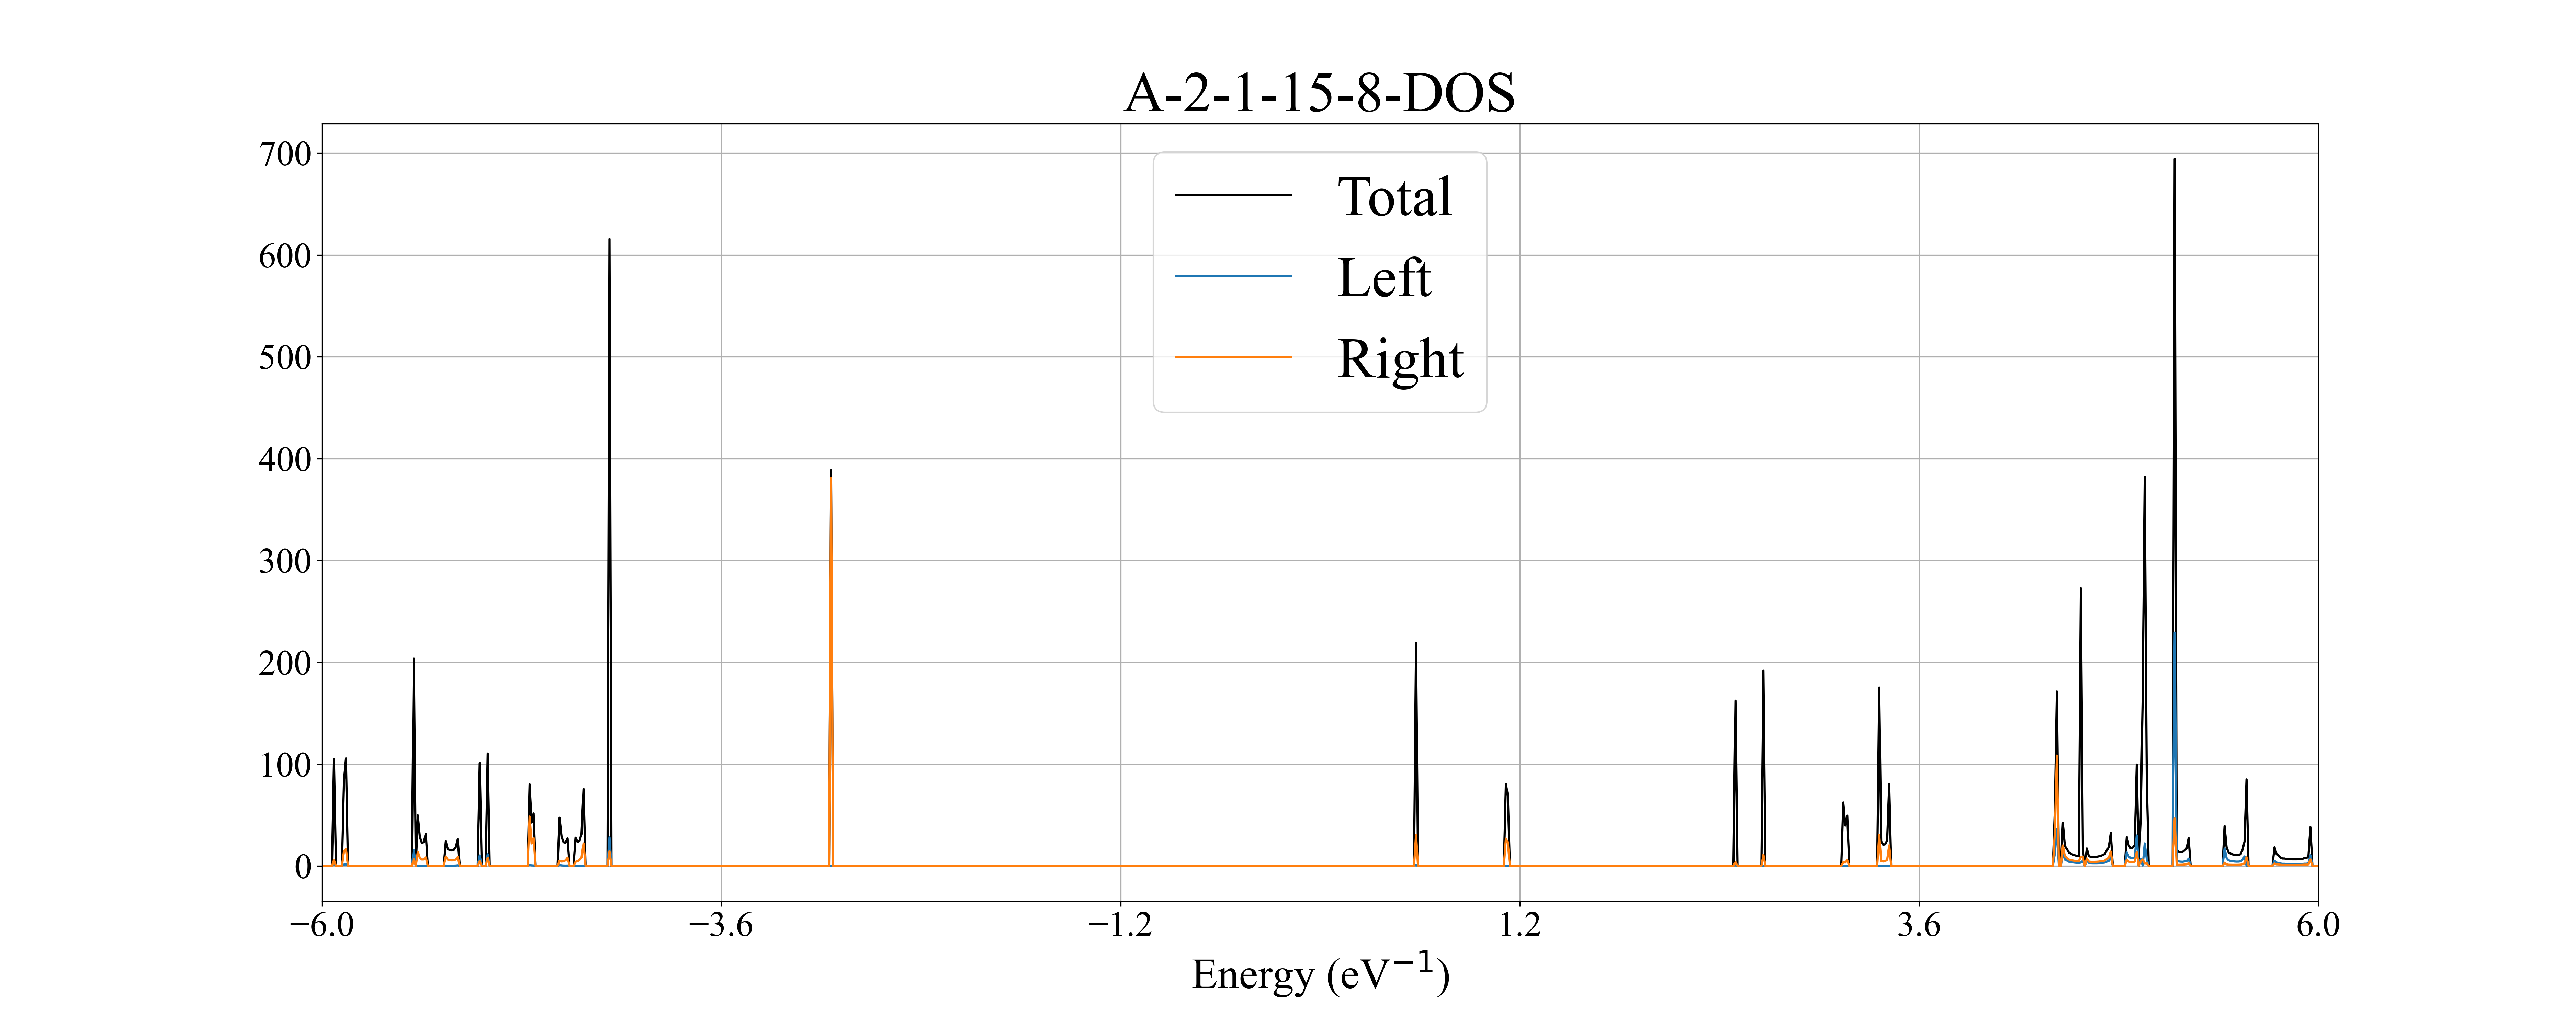 A-2-1-15-8-DOS
700
600
500
400
300
200
100
0
Total
Left
Right
−6.0 −3.6 −1.2 1.2 3.6 6.0
Energy (eV⁻¹)